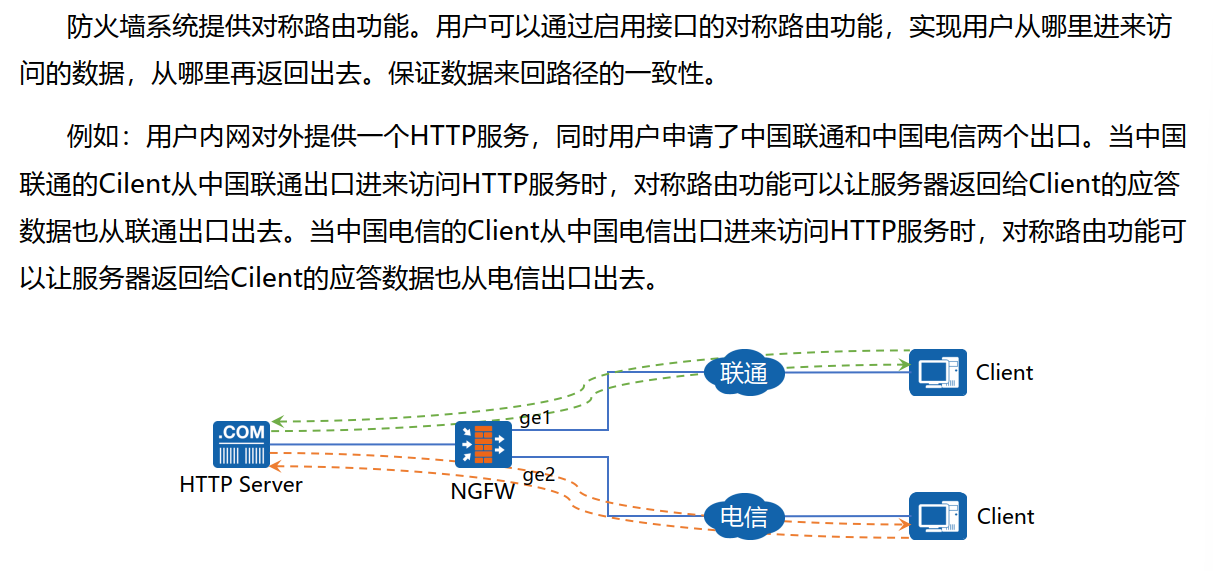 防火墙系统提供对称路由功能。用户可以通过启用接口的对称路由功能，实现用户从哪里进来访
问的数据，从哪里再返回出去。保证数据来回路径的一致性。
例如：用户内网对外提供一个HTTP服务，同时用户申请了中国联通和中国电信两个出口。当中国
联通的Cilent从中国联通出口进来访问HTTP服务时，对称路由功能可以让服务器返回给Client的应答
数据也从联通出口出去。当中国电信的Client从中国电信出口进来访问HTTP服务时，对称路由功能可
以让服务器返回给Cilent的应答数据也从电信出口出去。
联通
Client
ge1
.COM
HTTP Server
ge2
NGFW
电信
Client